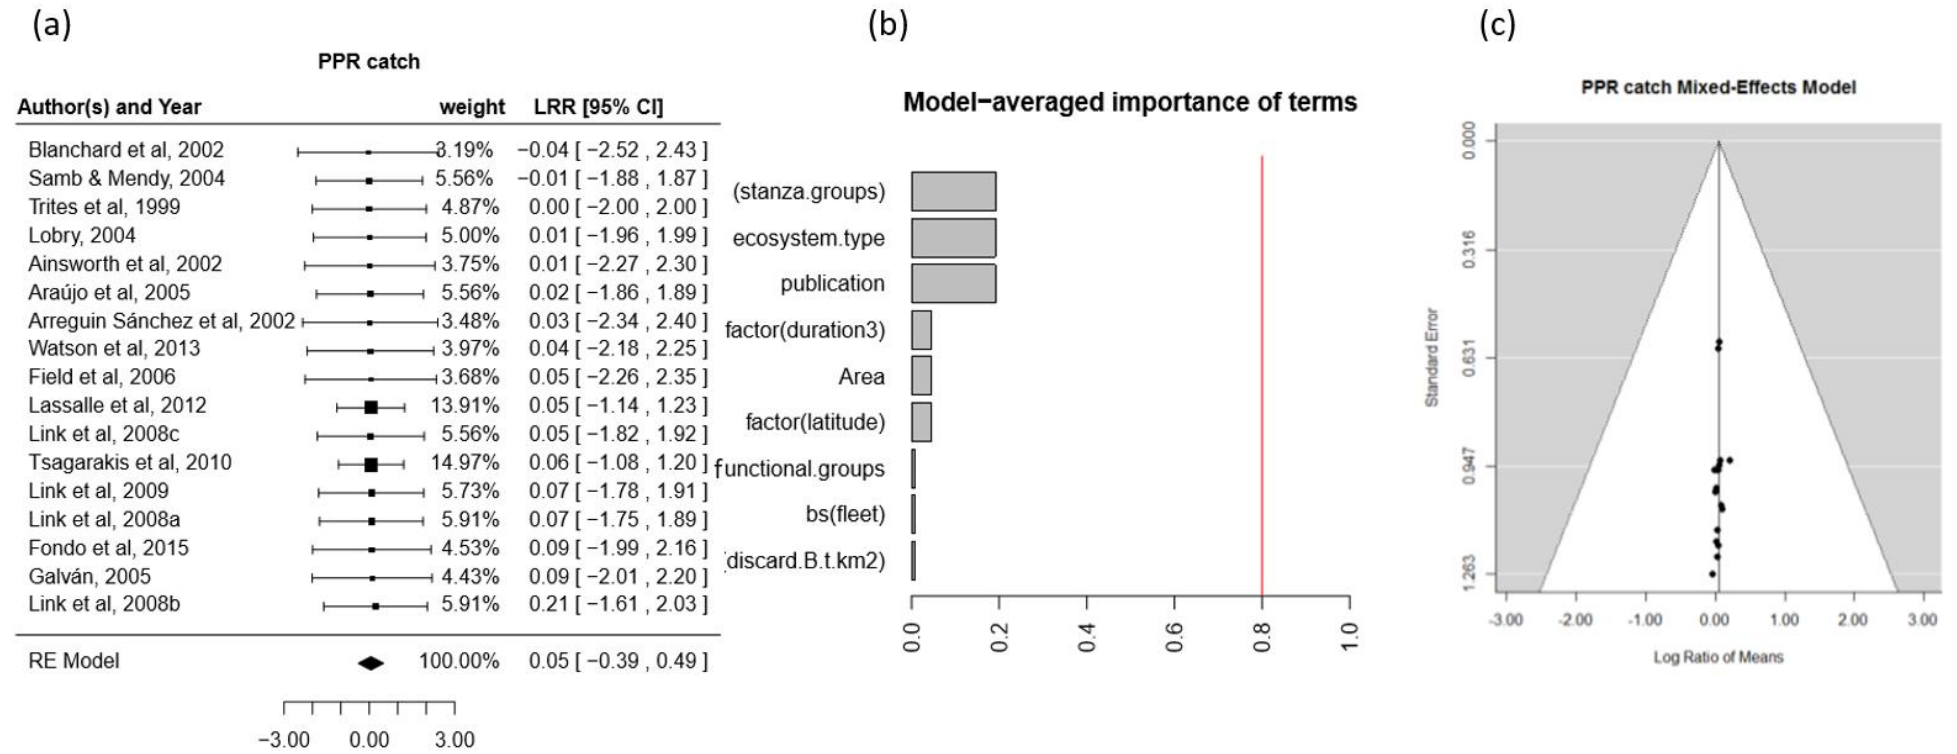 (a)
PPR catch
Author(s) and Year weight LRR [95% CI]
Blanchard et al, 2002 3.19% −0.04 [ −2.52 , 2.43 ]
Samb & Mendy, 2004 5.56% −0.01 [ −1.88 , 1.87 ]
Trites et al, 1999 4.87% 0.00 [ −2.00 , 2.00 ]
Lobry, 2004 5.00% 0.01 [ −1.96 , 1.99 ]
Ainsworth et al, 2002 3.75% 0.01 [ −2.27 , 2.30 ]
Araújo et al, 2005 5.56% 0.02 [ −1.86 , 1.89 ]
Arreguin Sánchez et al, 2002 3.48% 0.03 [ −2.34 , 2.40 ]
Watson et al, 2013 3.97% 0.04 [ −2.18 , 2.25 ]
Field et al, 2006 3.68% 0.05 [ −2.26 , 2.35 ]
Lassalle et al, 2012 13.91% 0.05 [ −1.14 , 1.23 ]
Link et al, 2008c 5.56% 0.05 [ −1.82 , 1.92 ]
Tsagarakis et al, 2010 14.97% 0.06 [ −1.08 , 1.20 ]
Link et al, 2009 5.73% 0.07 [ −1.78 , 1.91 ]
Link et al, 2008a 5.91% 0.07 [ −1.75 , 1.89 ]
Fondo et al, 2015 4.53% 0.09 [ −1.99 , 2.16 ]
Galván, 2005 4.43% 0.09 [ −2.01 , 2.20 ]
Link et al, 2008b 5.91% 0.21 [ −1.61 , 2.03 ]
RE Model 100.00% 0.05 [ −0.39 , 0.49 ]
−3.00 0.00 3.00
(b)
Model−averaged importance of terms
(stanza.groups)
ecosystem.type
publication
factor(duration3)
Area
factor(latitude)
functional.groups
bs(fleet)
(discard.B.t.km2)
0.0 0.2 0.4 0.6 0.8 1.0
(c)
PPR catch Mixed-Effects Model
Standard Error
0.000
0.316
0.631
0.947
1.263
-3.00 -2.00 -1.00 0.00 1.00 2.00 3.00
Log Ratio of Means